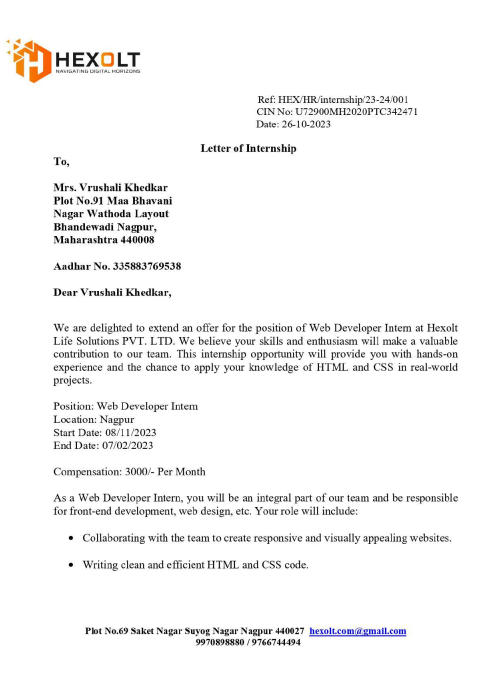 HEXOLT
NAVIGATING DIGITAL HORIZONS
Ref: HEX/HR/internship/23-24/001
CIN No: U72900MH2020PTC342471
Date: 26-10-2023
Letter of Internship
To,
Mrs. Vrushali Khedkar
Plot No.91 Maa Bhavani
Nagar Wathoda Layout
Bhandewadi Nagpur,
Maharashtra 440008
Aadhar No. 335883769538
Dear Vrushali Khedkar,
We are delighted to extend an offer for the position of Web Developer Intern at Hexolt
Life Solutions PVT. LTD. We believe your skills and enthusiasm will make a valuable
contribution to our team. This internship opportunity will provide you with hands-on
experience and the chance to apply your knowledge of HTML and CSS in real-world
projects.
Position: Web Developer Intern
Location: Nagpur
Start Date: 08/11/2023
End Date: 07/02/2023
Compensation: 3000/- Per Month
As a Web Developer Intern, you will be an integral part of our team and be responsible
for front-end development, web design, etc. Your role will include:
• Collaborating with the team to create responsive and visually appealing websites.
• Writing clean and efficient HTML and CSS code.
Plot No.69 Saket Nagar Suyog Nagar Nagpur 440027 hexolt.com@gmail.com
9970898880 / 9766744494